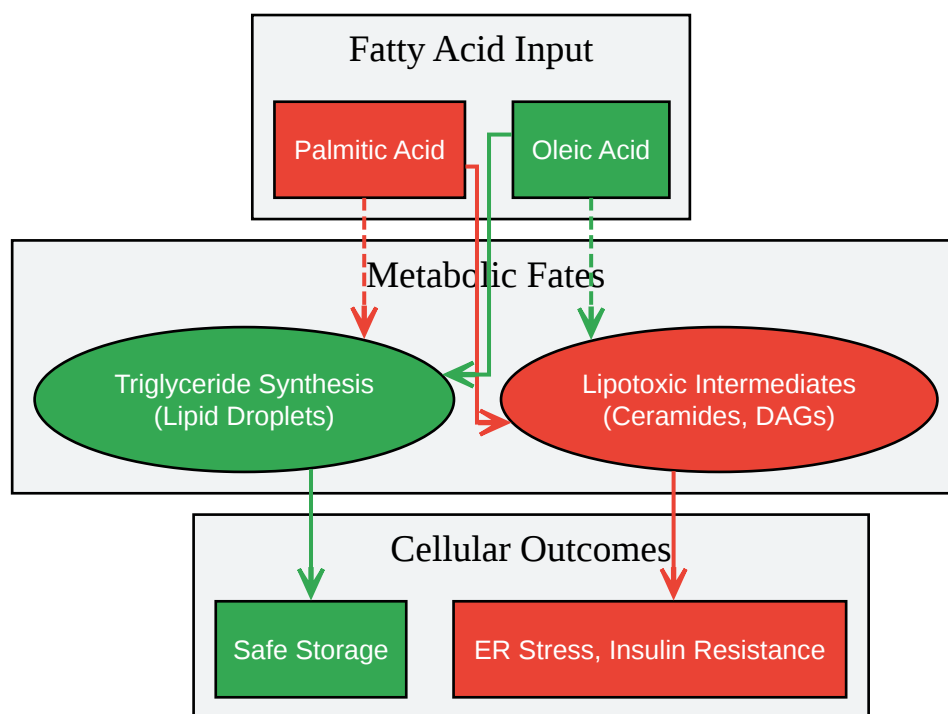 Fatty Acid Input
Palmitic Acid
Oleic Acid
Metabolic Fates
Triglyceride Synthesis
(Lipid Droplets)
Lipotoxic Intermediates
(Ceramides, DAGs)
Cellular Outcomes
Safe Storage
ER Stress, Insulin Resistance